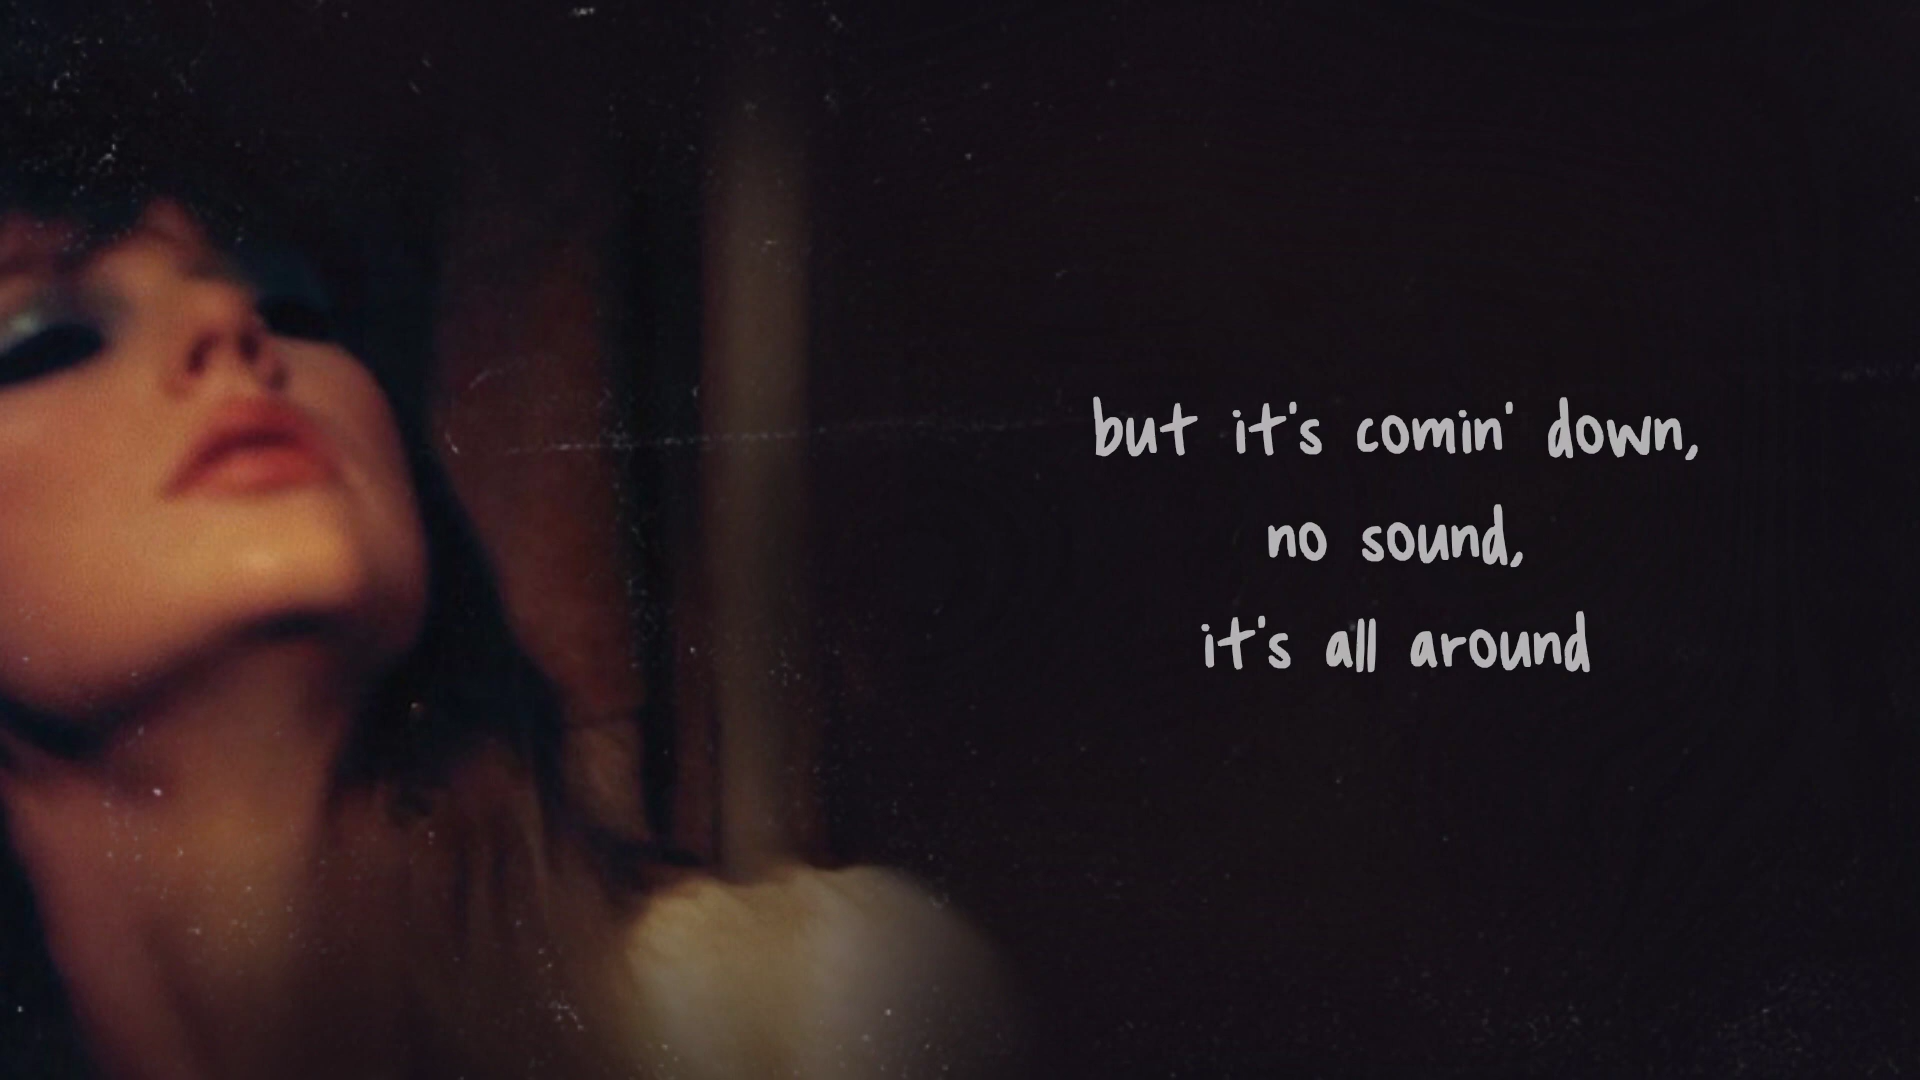 but it's comin' down,
no sound,
it's all around